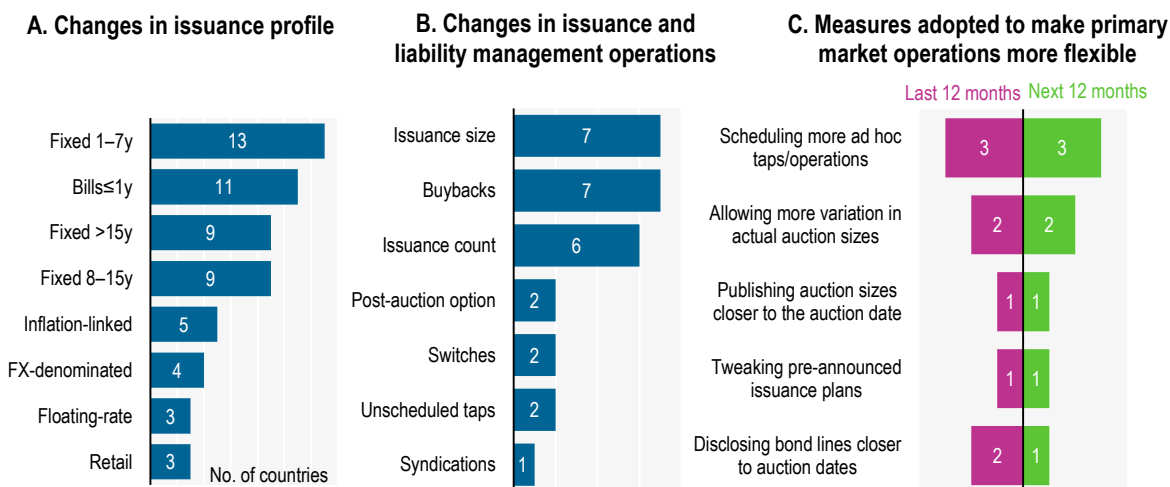 A. Changes in issuance profile
Fixed 1–7y
13
Bills≤1y
11
Fixed >15y
9
Fixed 8–15y
9
Inflation-linked
5
FX-denominated
4
Floating-rate
3
Retail
3
No. of countries
B. Changes in issuance and
liability management operations
Issuance size
7
Buybacks
7
Issuance count
6
Post-auction option
2
Switches
2
Unscheduled taps
2
Syndications
1
C. Measures adopted to make primary
market operations more flexible
Last 12 months
Next 12 months
Scheduling more ad hoc
taps/operations
3
3
Allowing more variation in
actual auction sizes
2
2
Publishing auction sizes
closer to the auction date
1
1
Tweaking pre-announced
issuance plans
1
1
Disclosing bond lines closer
to auction dates
2
1